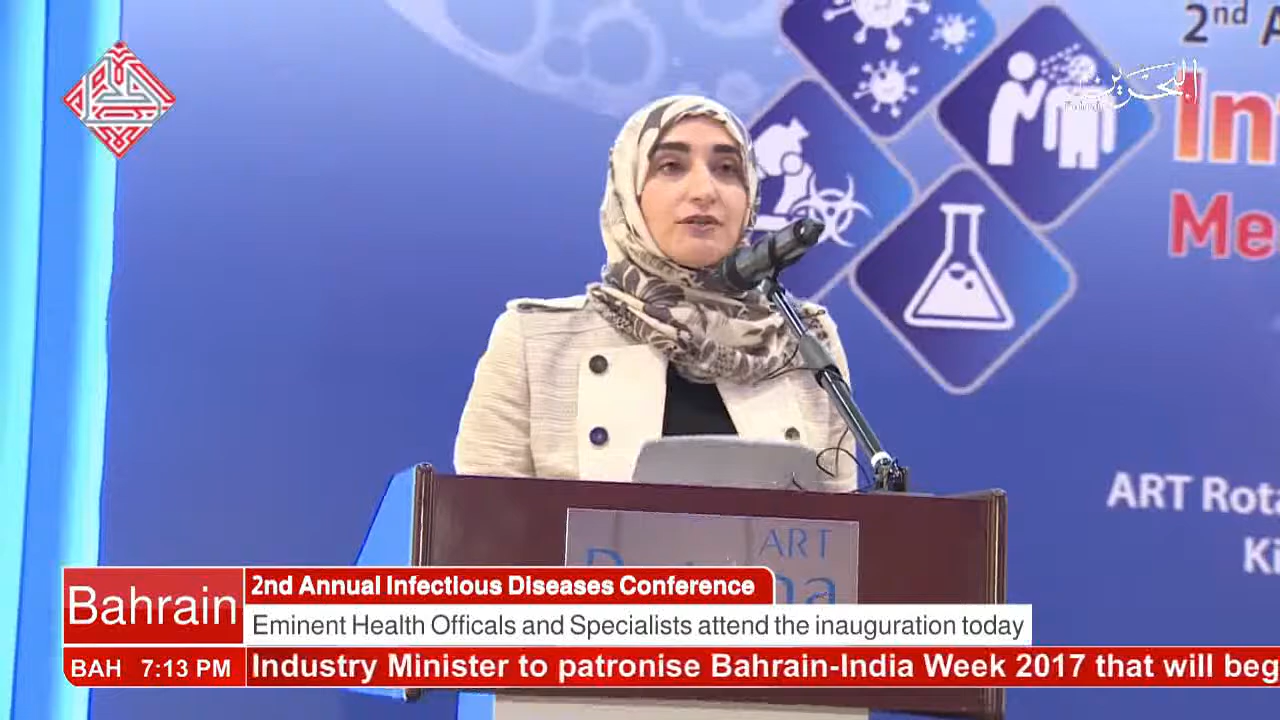 2nd A
In
Me
البحرين
Bahrain
ART Rota
Ki
ART
Bahrain
2nd Annual Infectious Diseases Conference
Eminent Health Officals and Specialists attend the inauguration today
BAH 7:13 PM
Industry Minister to patronise Bahrain-India Week 2017 that will beg